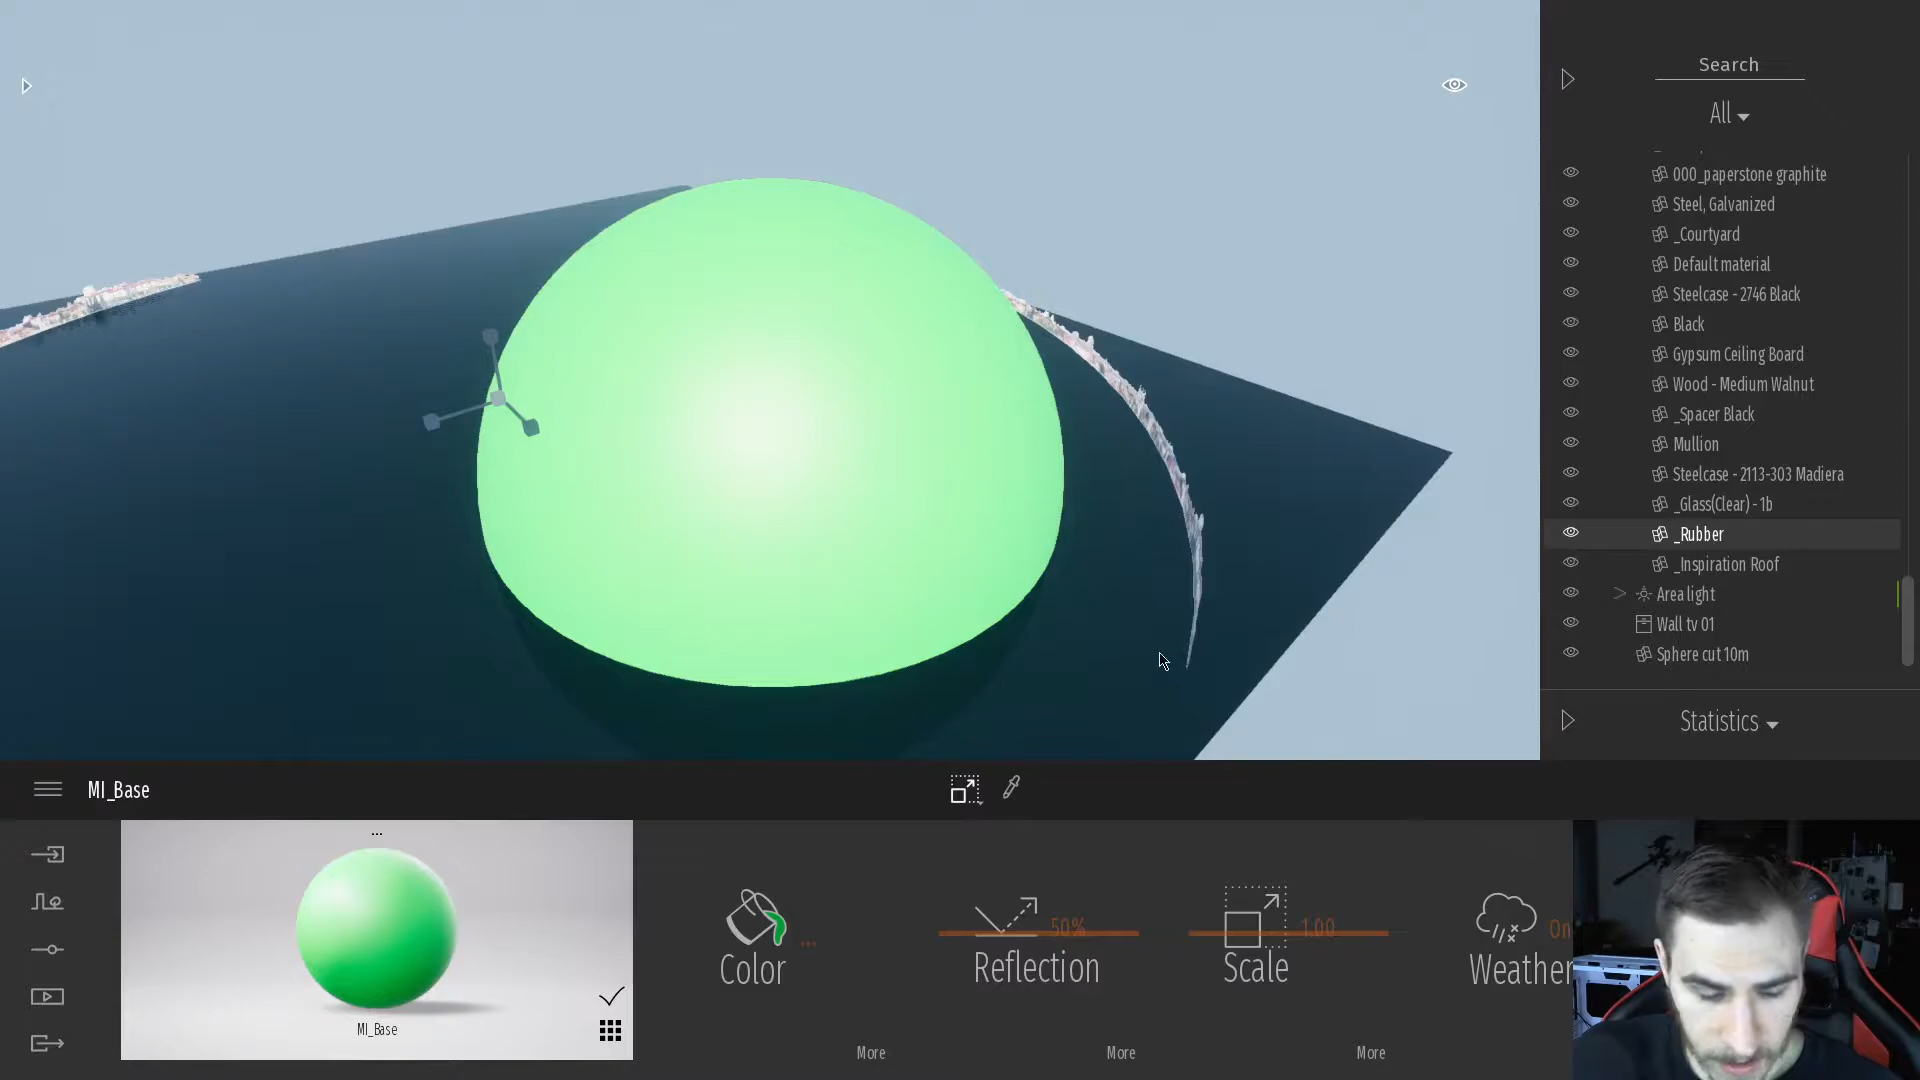 Search
All
000_paperstone graphite
Steel, Galvanized
_Courtyard
Default material
Steelcase - 2746 Black
Black
Gypsum Ceiling Board
Wood - Medium Walnut
_Spacer Black
Mullion
Steelcase - 2113-303 Madiera
_Glass(Clear) - 1b
_Rubber
_Inspiration Roof
> Area light
Wall tv 01
Sphere cut 10m
Statistics
MI_Base
...
MI_Base
Color
...
50%
Reflection
1.00
Scale
On
Weather
More
More
More